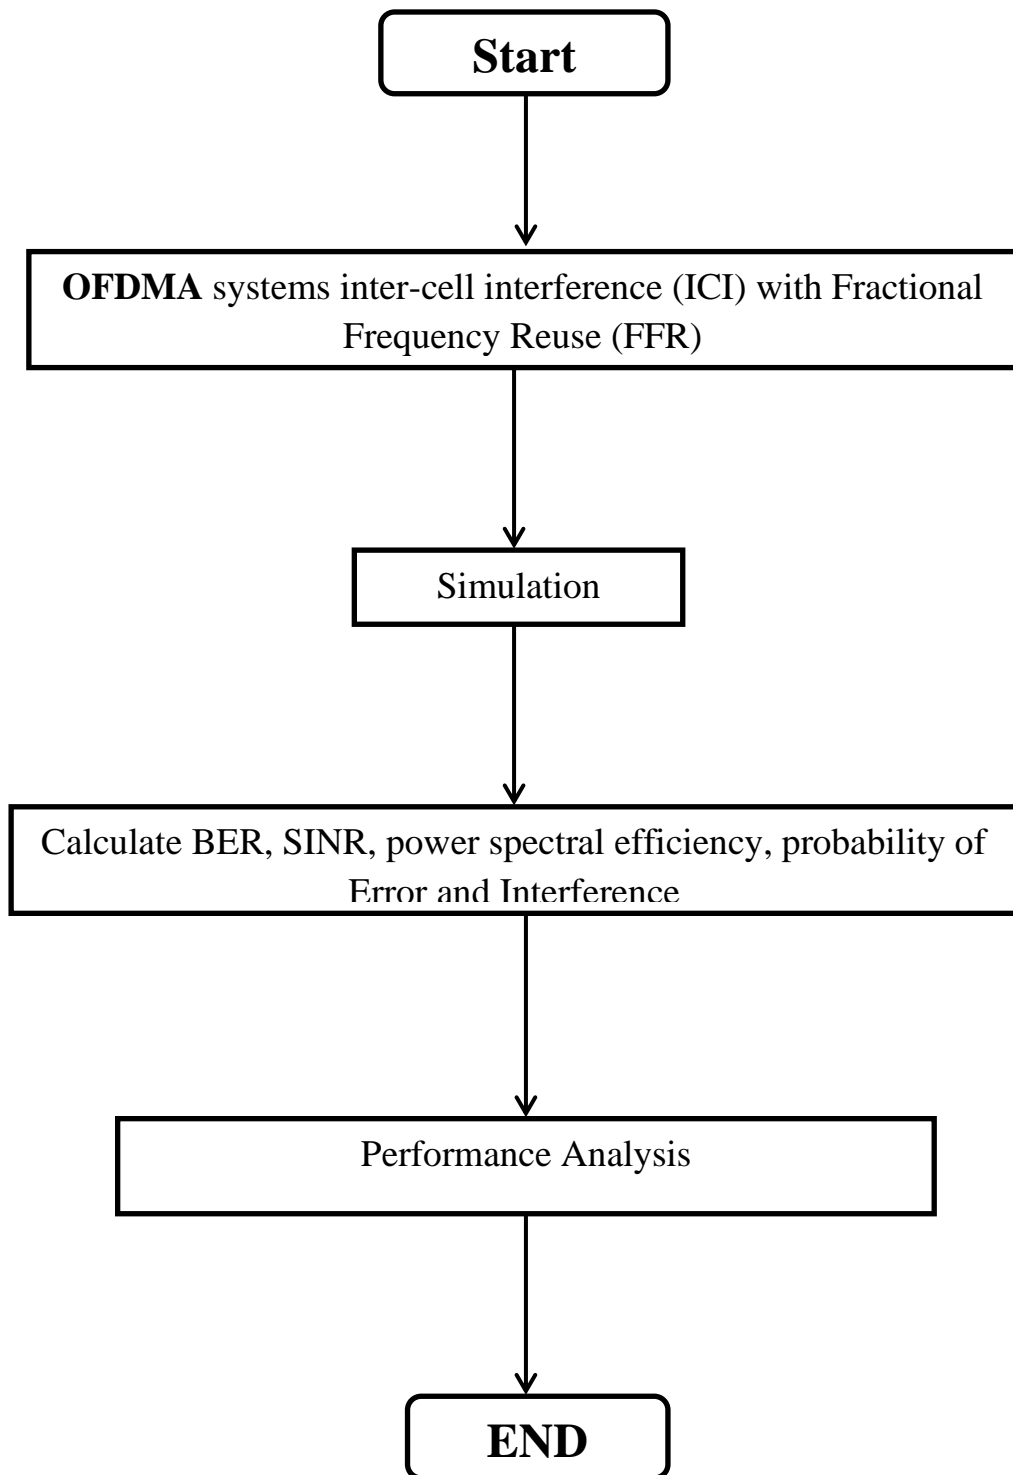 Start
OFDMA systems inter-cell interference (ICI) with Fractional
Frequency Reuse (FFR)
Simulation
Calculate BER, SINR, power spectral efficiency, probability of
Error and Interference
Performance Analysis
END